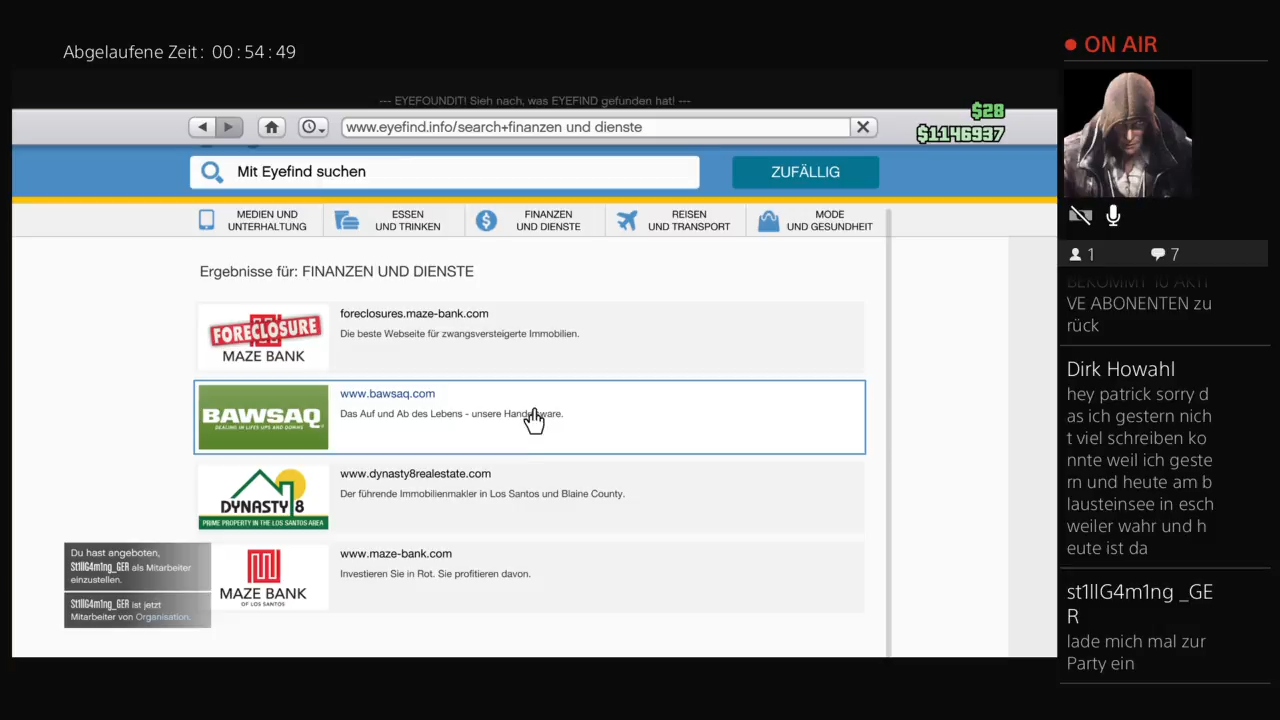 Abgelaufene Zeit: 00:54:49
ON AIR
--- EYEFOUNDIT! Sieh nach, was EYEFIND gefunden hat! ---
www.eyefind.info/search+finanzen und dienste
$28
$1146937
Mit Eyefind suchen
ZUFÄLLIG
MEDIEN UND
UNTERHALTUNG
ESSEN
UND TRINKEN
FINANZEN
UND DIENSTE
REISEN
UND TRANSPORT
MODE
UND GESUNDHEIT
Ergebnisse für: FINANZEN UND DIENSTE
FORECLOSURE
MAZE BANK
foreclosures.maze-bank.com
Die beste Webseite für zwangsversteigerte Immobilien.
BAWSAQ
DEALING IN LIFE'S UPS AND DOWNS
www.bawsaq.com
Das Auf und Ab des Lebens - unsere
DYNASTY 8
PRIME PROPERTY IN THE LOS SANTOS AREA
www.dynasty8realestate.com
Der führende Immobilienmakler in Los Santos und Blaine County.
MAZE BANK
OF LOS SANTOS
www.maze-bank.com
Investieren Sie in Rot. Sie profitieren davon.
Du hast angeboten,
St1llG4m1ng_GER als Mitarbeiter
einzustellen.
St1llG4m1ng_GER ist jetzt
Mitarbeiter von Organisation.
1
7
BEKOMMT 10 AKTI
VE ABONENTEN zu
rück
Dirk Howahl
hey patrick sorry d
as ich gestern nich
t viel schreiben ko
nnte weil ich geste
rn und heute am b
lausteinsee in esch
weiler wahr und h
eute ist da
st1llG4m1ng _GE
R
lade mich mal zur
Party ein